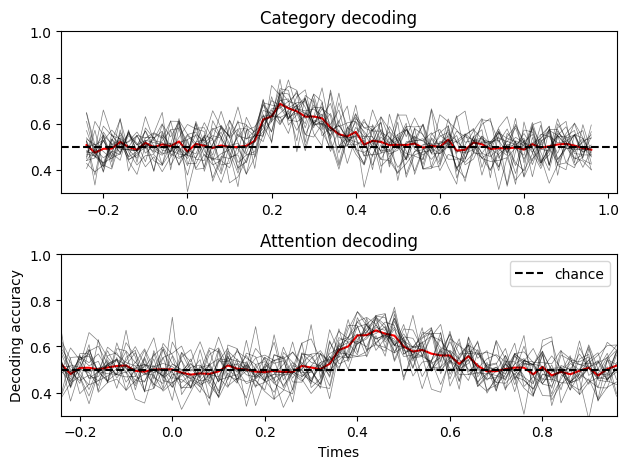 Category decoding
1.0
0.8
0.6
0.4
−0.2 0.0 0.2 0.4 0.6 0.8 1.0
Attention decoding
Decoding accuracy
1.0
0.8
0.6
0.4
chance
−0.2 0.0 0.2 0.4 0.6 0.8
Times